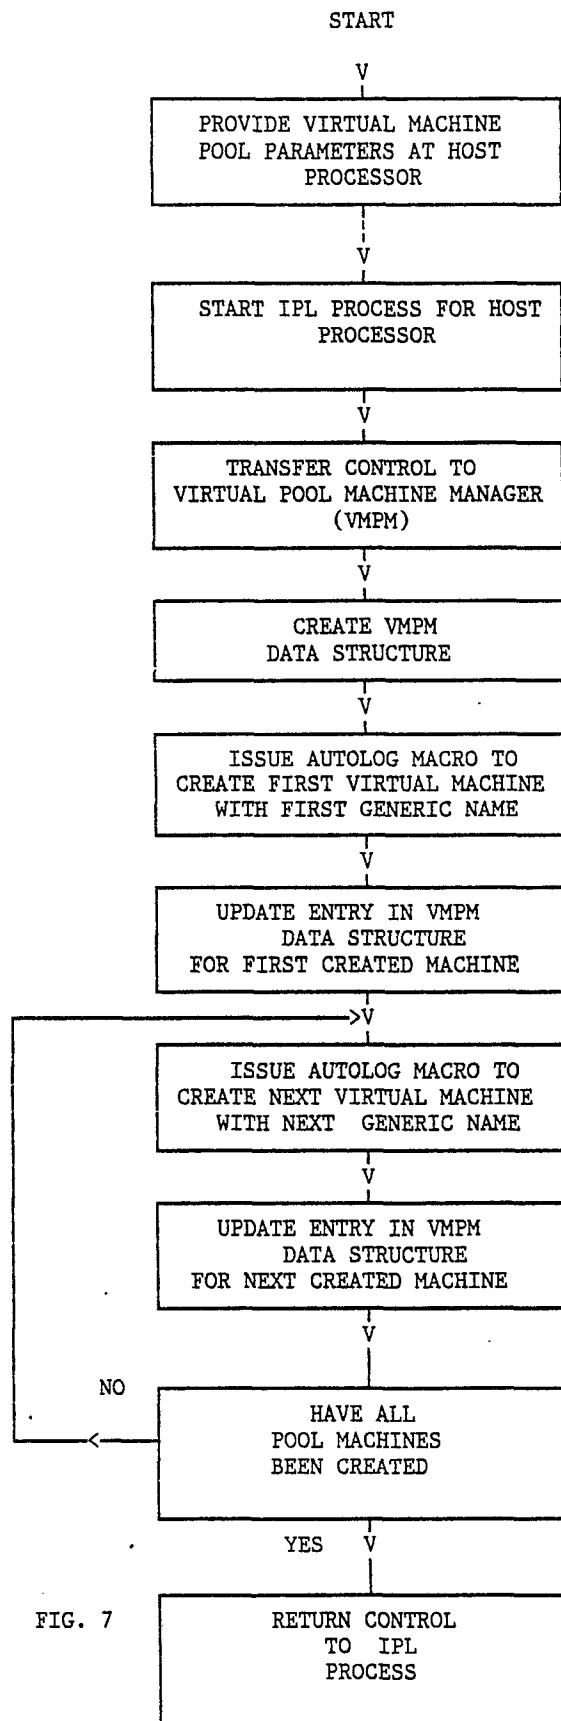 START
V
PROVIDE VIRTUAL MACHINE
POOL PARAMETERS AT HOST
PROCESSOR
V
START IPL PROCESS FOR HOST
PROCESSOR
V
TRANSFER CONTROL TO
VIRTUAL POOL MACHINE MANAGER
(VMPM)
V
CREATE VMPM
DATA STRUCTURE
V
ISSUE AUTOLOG MACRO TO
CREATE FIRST VIRTUAL MACHINE
WITH FIRST GENERIC NAME
V
UPDATE ENTRY IN VMPM
DATA STRUCTURE
FOR FIRST CREATED MACHINE
>V
ISSUE AUTOLOG MACRO TO
CREATE NEXT VIRTUAL MACHINE
WITH NEXT GENERIC NAME
V
UPDATE ENTRY IN VMPM
DATA STRUCTURE
FOR NEXT CREATED MACHINE
V
NO
HAVE ALL
POOL MACHINES
<
BEEN CREATED
YES V
FIG. 7
RETURN CONTROL
TO IPL
PROCESS